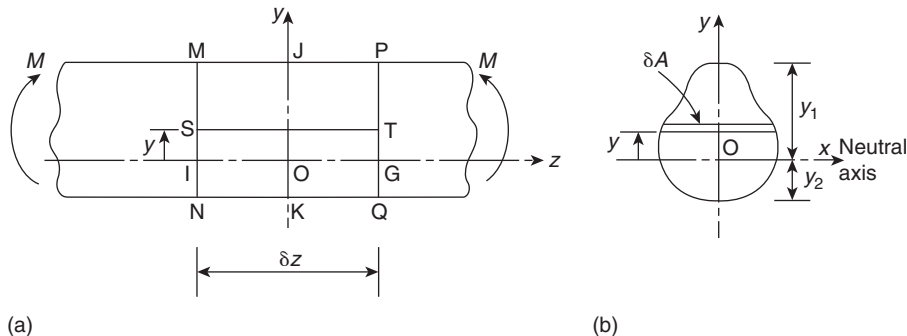 y
M J P
M M
S T
y
z
I O G
N K Q
δz
(a)
y
δA
y₁
y
O
x Neutral
axis
y₂
(b)